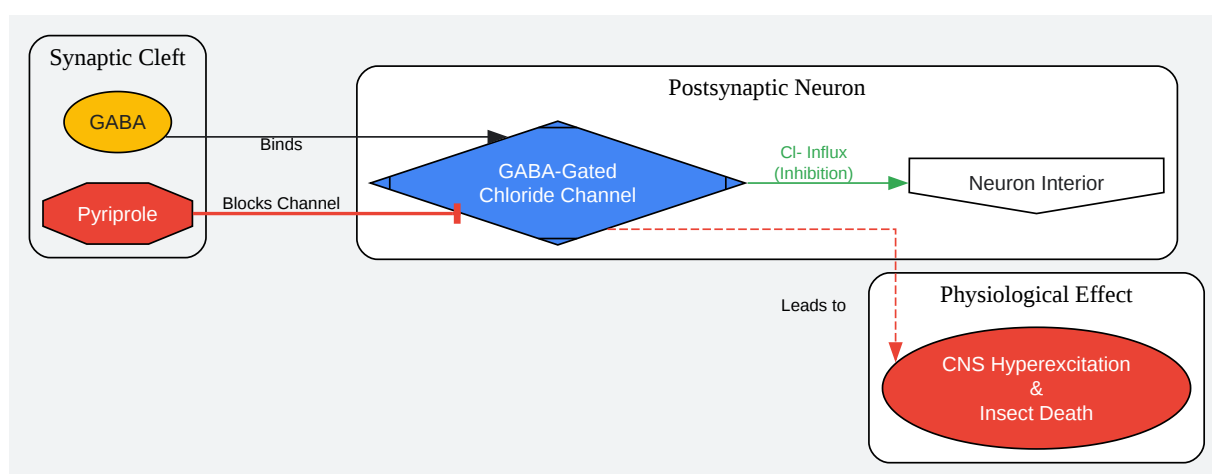 Synaptic Cleft
GABA
Pyriprole
Binds
Blocks Channel
Postsynaptic Neuron
GABA-Gated
Chloride Channel
Cl- Influx
(Inhibition)
Neuron Interior
Leads to
Physiological Effect
CNS Hyperexcitation
&
Insect Death